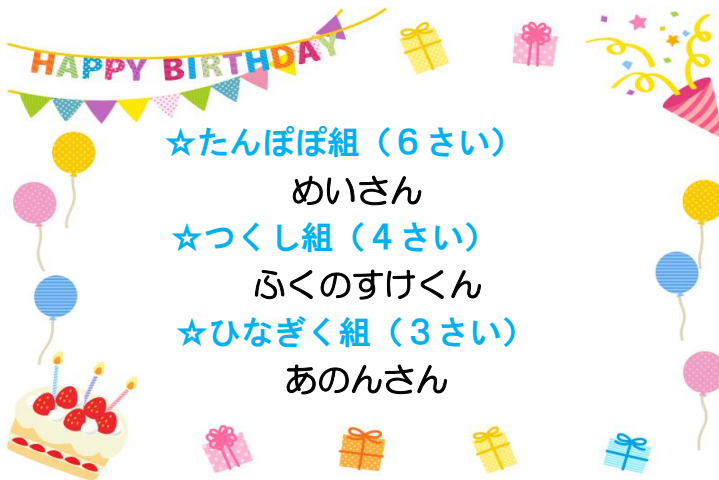 HAPPY BIRTHDAY
☆たんぽぽ組（６さい）
めいさん
☆つくし組（４さい）
ふくのすけくん
☆ひなぎく組（３さい）
あのんさん